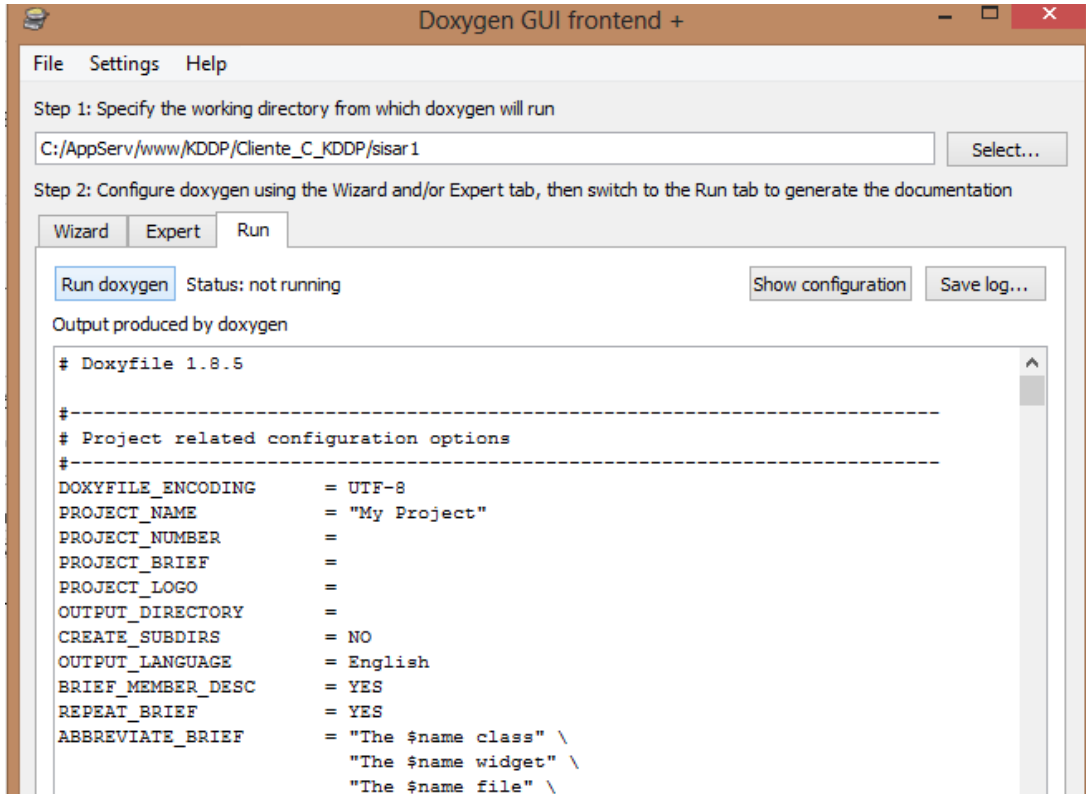 Doxygen GUI frontend +
File Settings Help
Step 1: Specify the working directory from which doxygen will run
C:/AppServ/www/KDDP/Cliente_C_KDDP/sisar1 Select...
Step 2: Configure doxygen using the Wizard and/or Expert tab, then switch to the Run tab to generate the documentation
Wizard Expert Run
Run doxygen Status: not running Show configuration Save log...
Output produced by doxygen
# Doxyfile 1.8.5
#---------------------------------------------------------------------------
# Project related configuration options
#---------------------------------------------------------------------------
DOXYFILE_ENCODING = UTF-8
PROJECT_NAME = "My Project"
PROJECT_NUMBER =
PROJECT_BRIEF =
PROJECT_LOGO =
OUTPUT_DIRECTORY =
CREATE_SUBDIRS = NO
OUTPUT_LANGUAGE = English
BRIEF_MEMBER_DESC = YES
REPEAT_BRIEF = YES
ABBREVIATE_BRIEF = "The $name class" \
"The $name widget" \
"The $name file" \